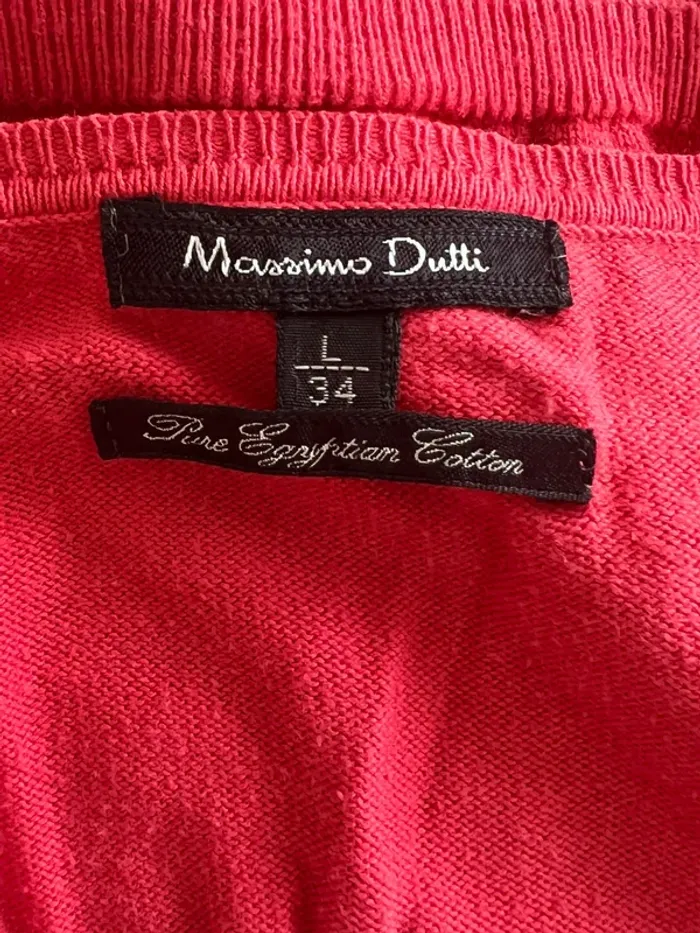 Massimo Dutti
L
34
Pure Egyptian Cotton